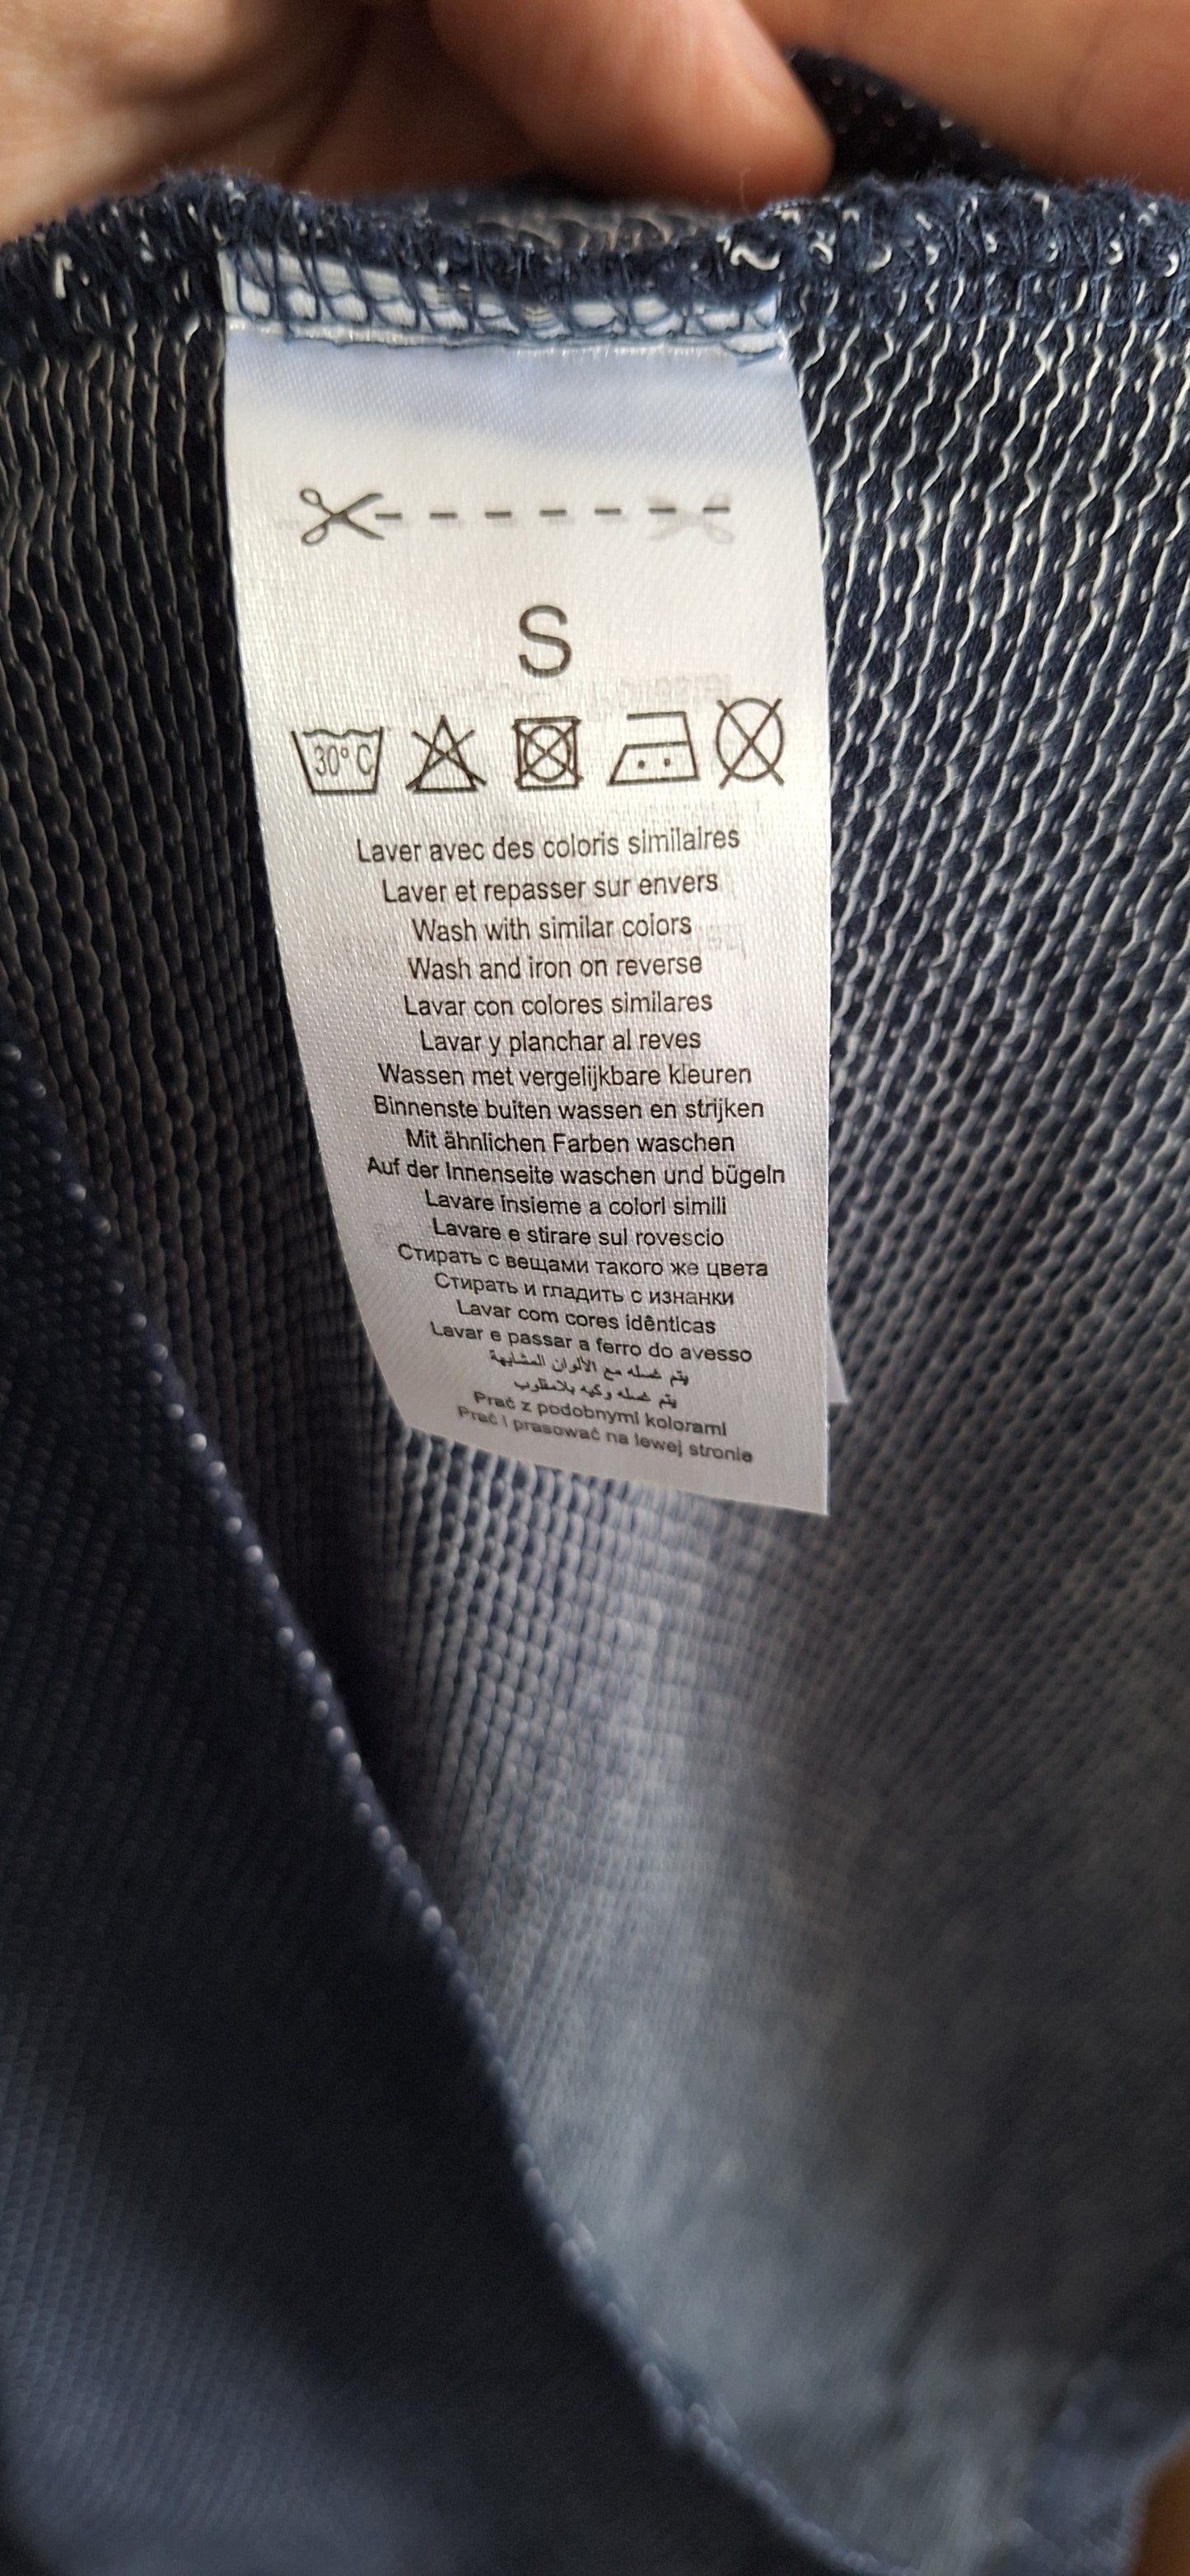 S
30°C
Laver avec des coloris similaires
Laver et repasser sur envers
Wash with similar colors
Wash and iron on reverse
Lavar con colores similares
Lavar y planchar al reves
Wassen met vergelijkbare kleuren
Binnenste buiten wassen en strijken
Mit ähnlichen Farben waschen
Auf der Innenseite waschen und bügeln
Lavare insieme a colori simili
Lavare e stirare sul rovescio
Стирать с вещами такого же цвета
Стирать и гладить с изнанки
Lavar com cores idênticas
Lavar e passar a ferro do avesso
يتم غسله مع الألوان المشابهة
يتم غسله وكيه بلامقلوب
Prać z podobnymi kolorami
Prać i prasować na lewej stronie